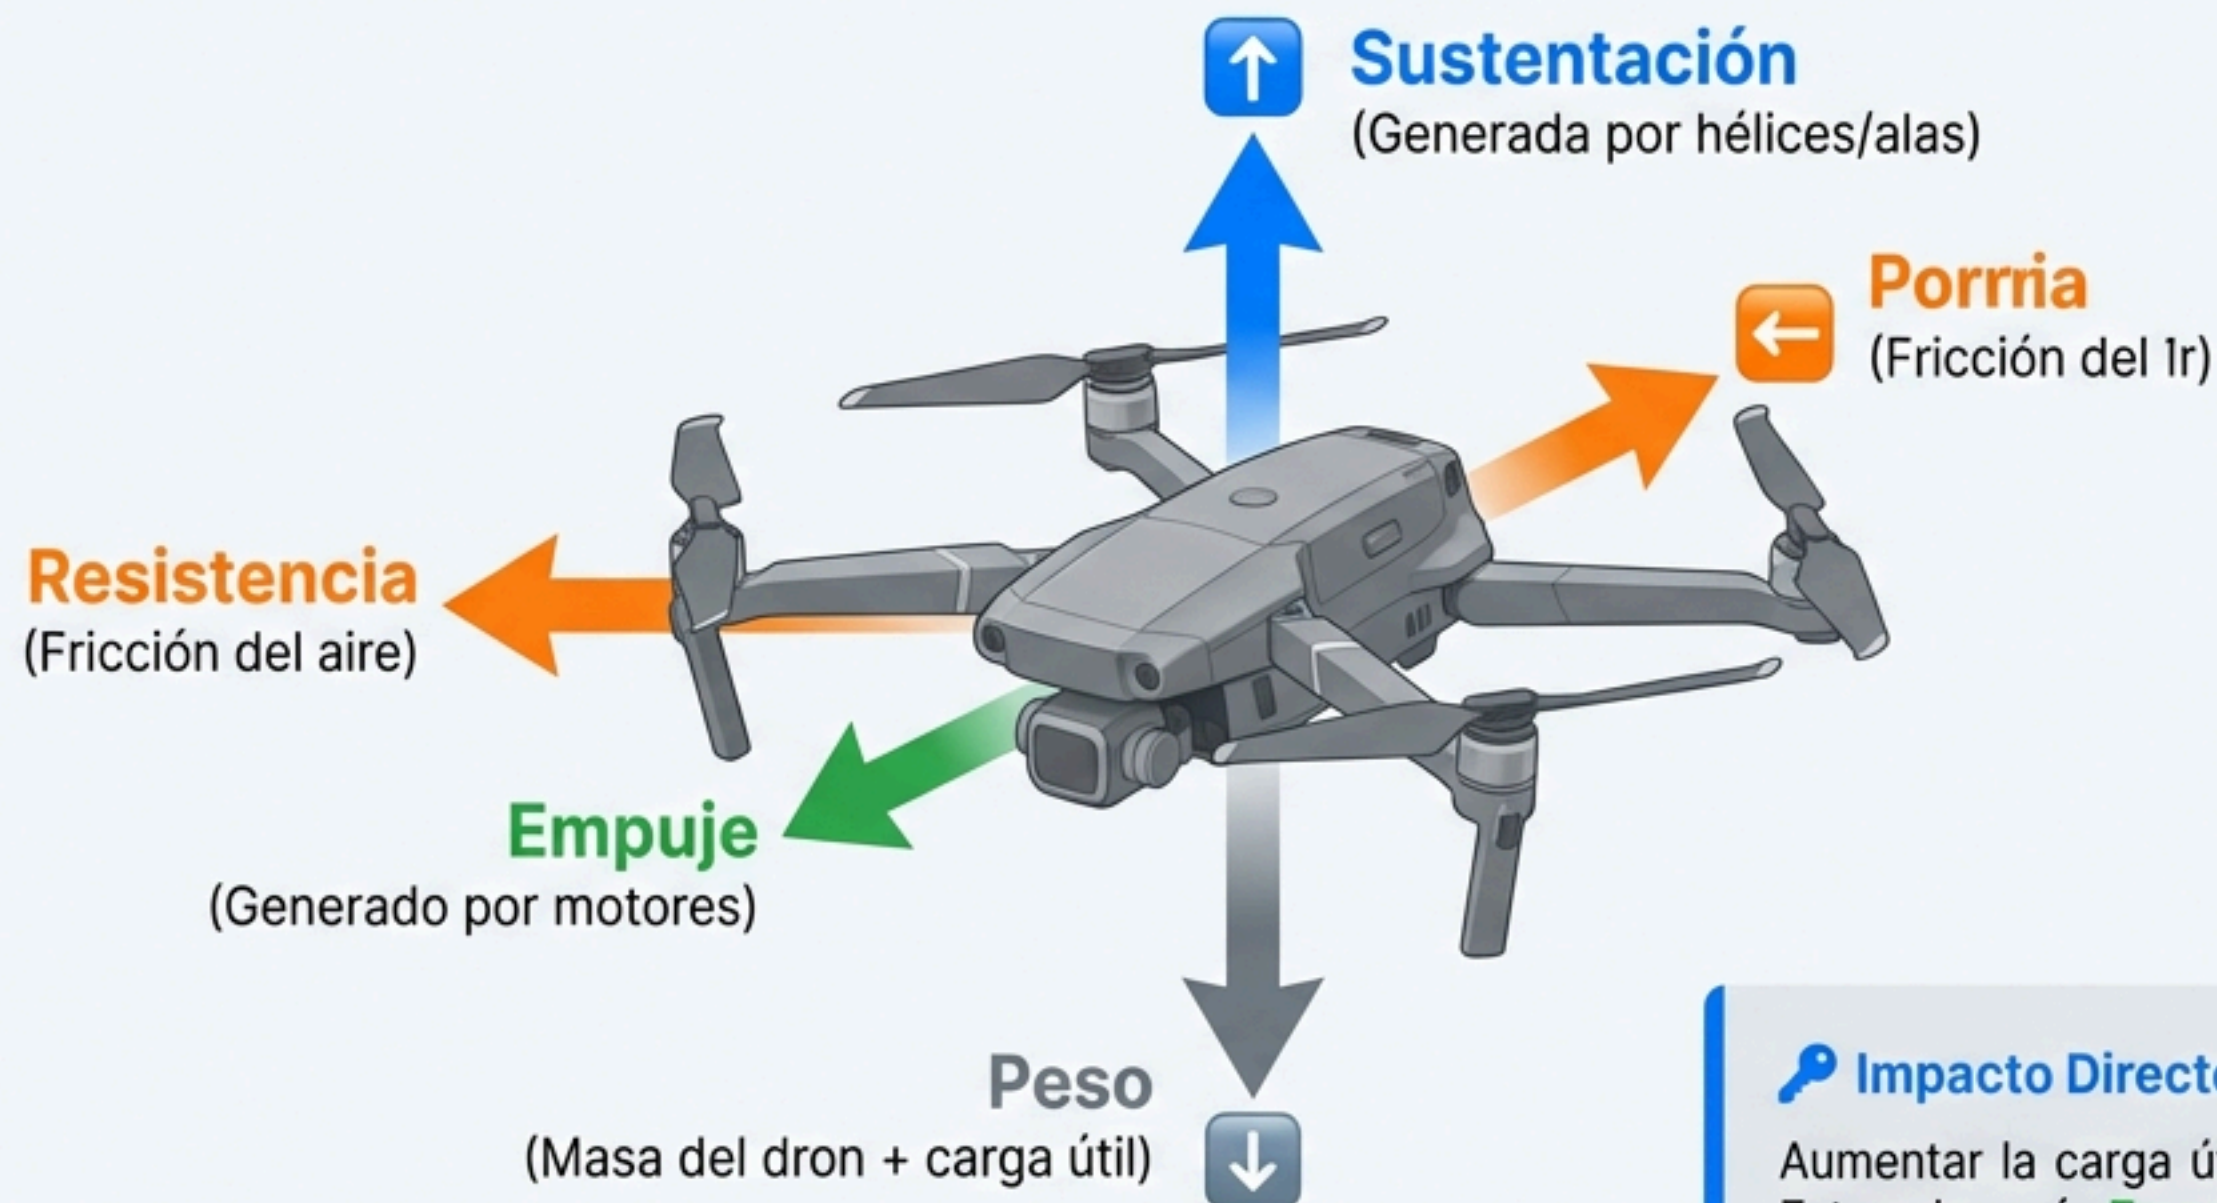 Sustentación
(Generada por hélices/alas)
Porrria
(Fricción del 1r)
Resistencia
(Fricción del aire)
Empuje
(Generado por motores)
Peso
(Masa del dron + carga útil)
Impacto Direct
Aumentar la carga ú